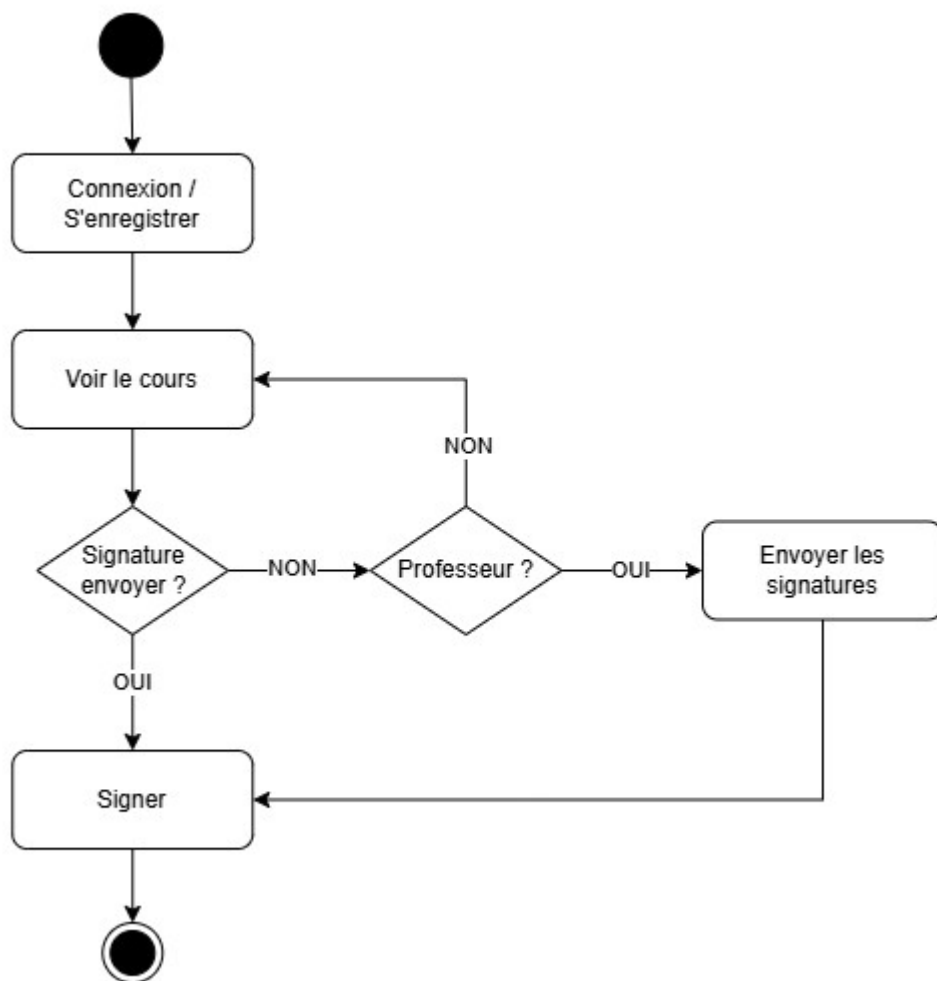 Connexion /
S'enregistrer
Voir le cours
NON
Signature
envoyer ?
NON
Professeur ?
OUI
Envoyer les
signatures
OUI
Signer